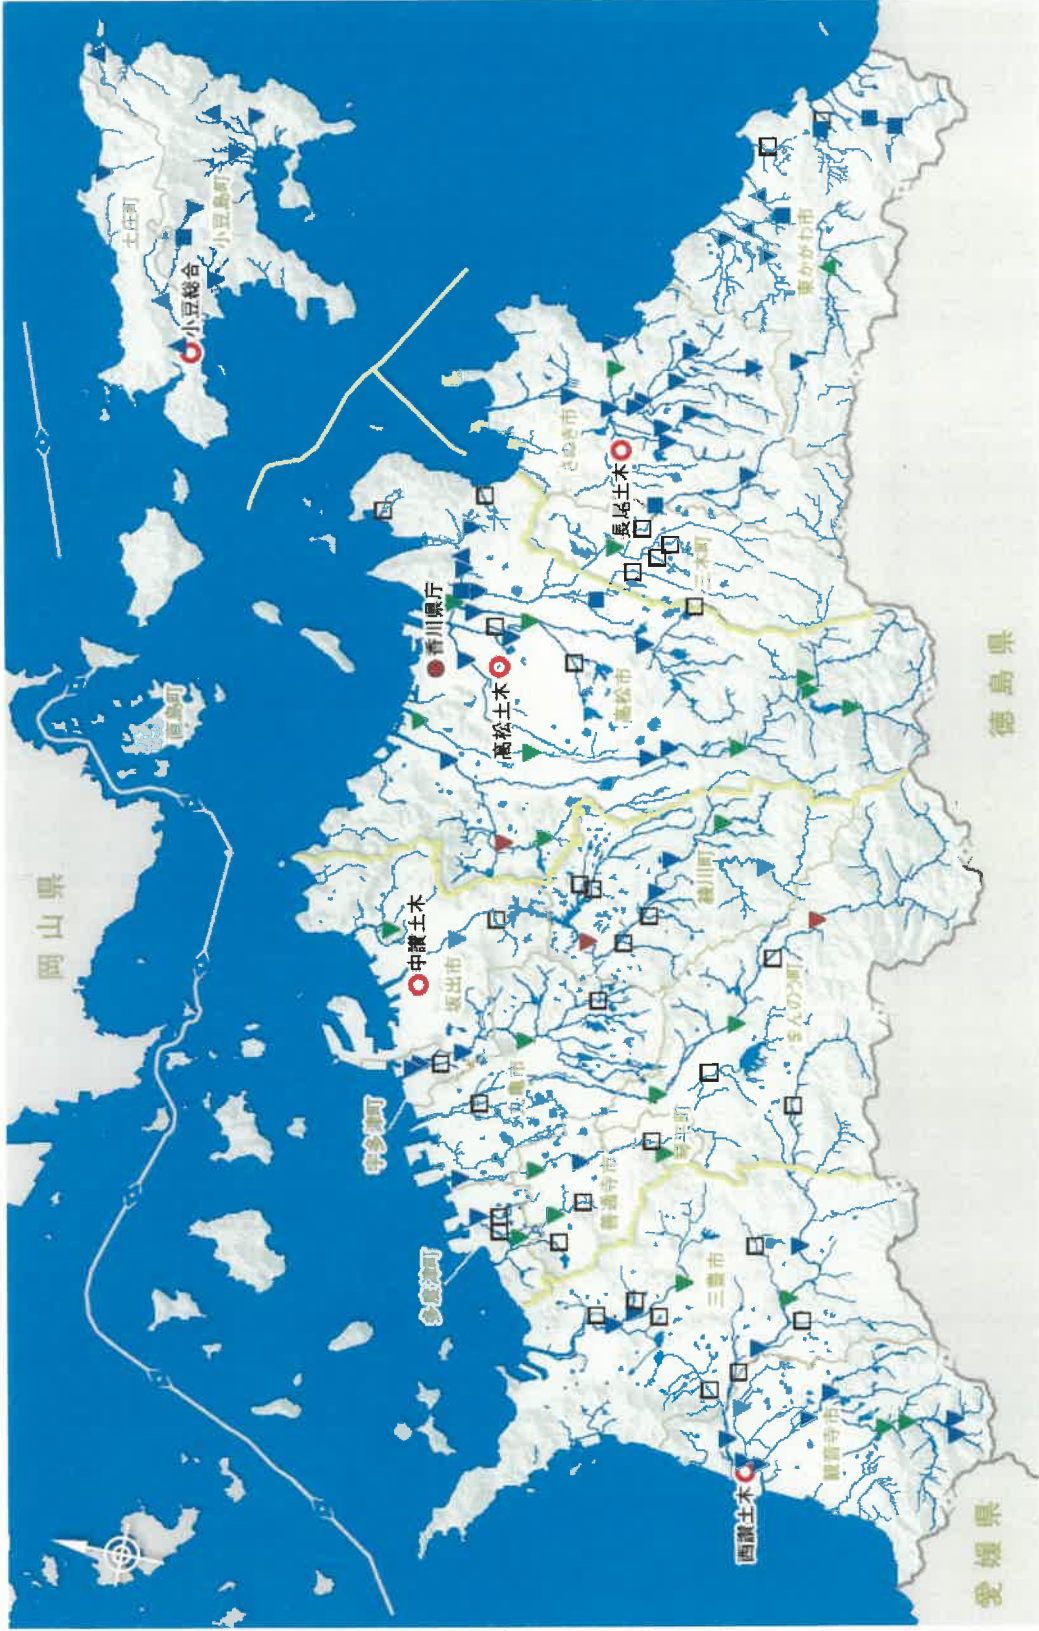 岡山県
土庄町
小豆島町
小豆総合
直島町
香川県庁
高松土木
高松市
さぬき市
長尾土木
三木町
東かがわ市
中讃土木
坂出市
綾川町
宇多津町
丸亀市
まんのう町
多度津町
善通寺市
琴平町
三豊市
西讃土木
観音寺市
愛媛県
徳島県